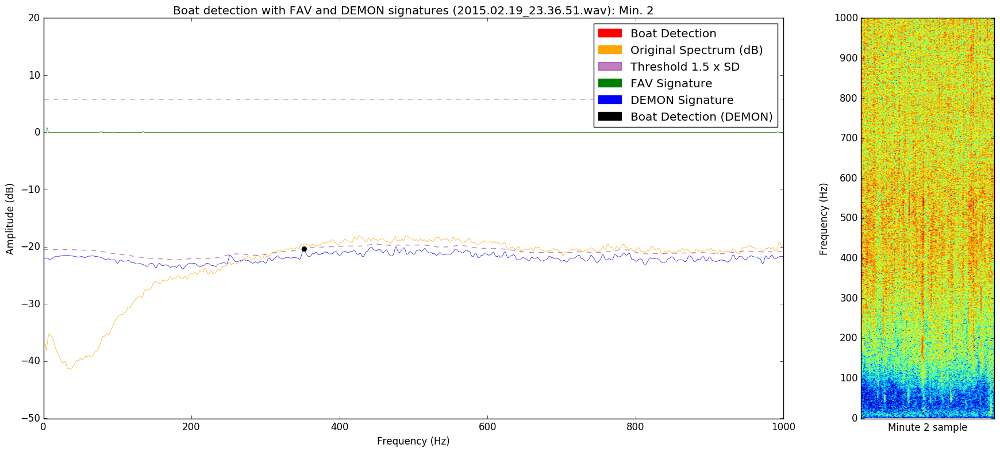 Boat detection with FAV and DEMON signatures (2015.02.19_23.36.51.wav): Min. 2
Boat Detection
Original Spectrum (dB)
Threshold 1.5 x SD
FAV Signature
DEMON Signature
Boat Detection (DEMON)
Amplitude (dB)
20
10
0
−10
−20
−30
−40
−50
0
200
400
600
800
1000
Frequency (Hz)
Frequency (Hz)
1000
900
800
700
600
500
400
300
200
100
0
Minute 2 sample